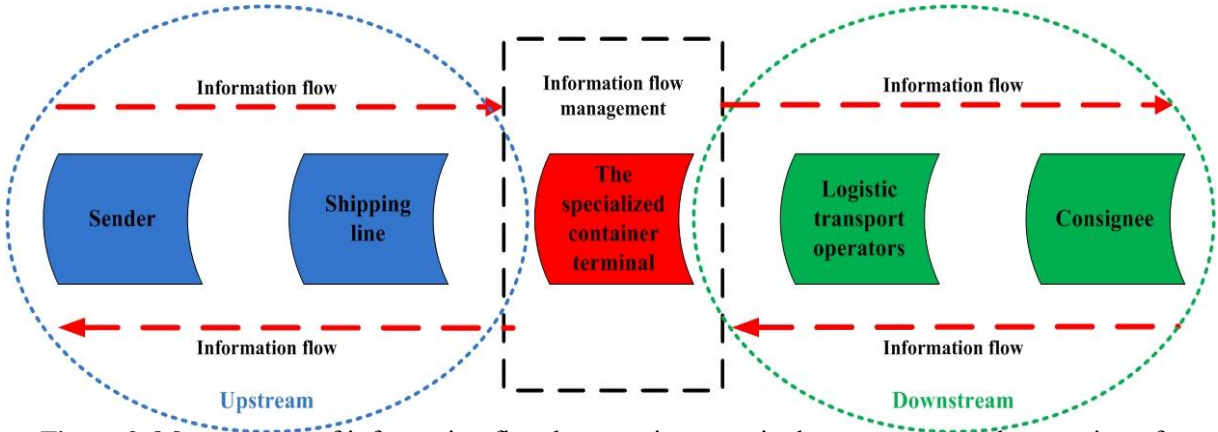 Information flow
Information flow
management
Information flow
Sender
Shipping
line
The
specialized
container
terminal
Logistic
transport
operators
Consignee
Information flow
Information flow
Upstream
Downstream